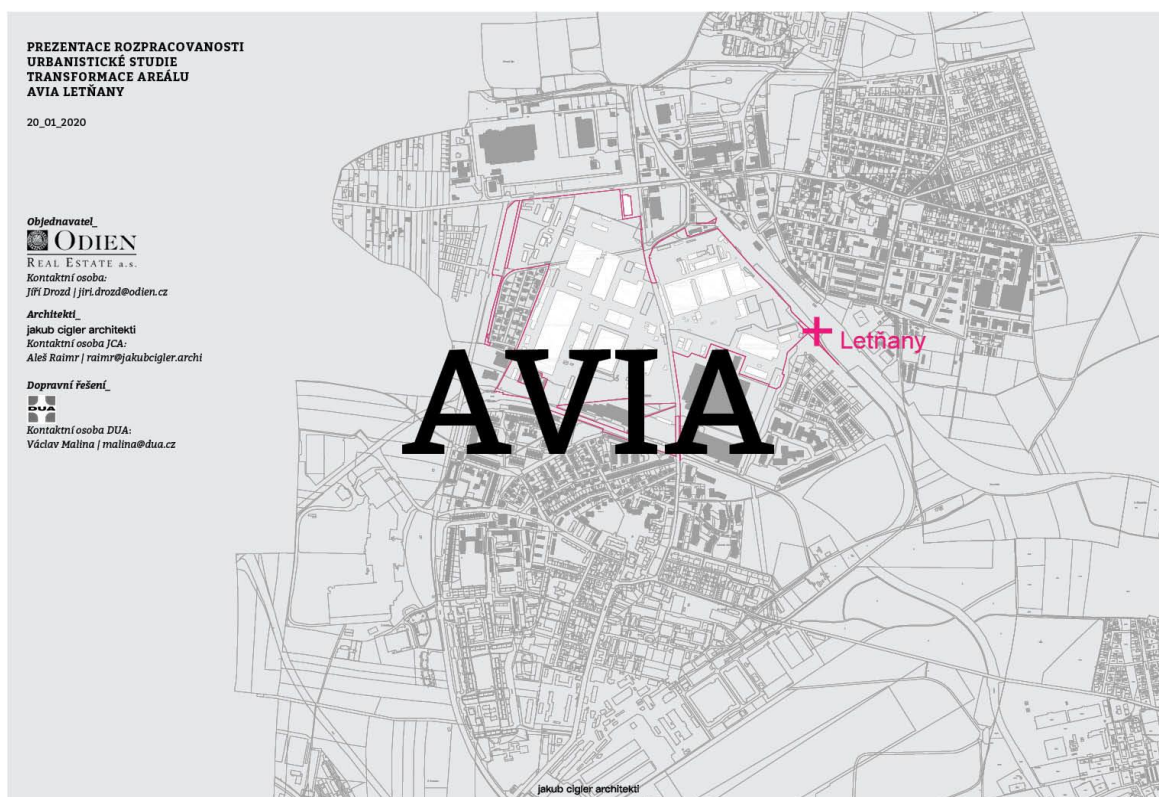 PREZENTACE ROZPRACOVANOSTI
URBANISTICKÉ STUDIE
TRANSFORMACE AREÁLU
AVIA LETŇANY
20_01_2020
Objednavatel_
ODIEN
REAL ESTATE a.s.
Kontaktní osoba:
Jíří Drozd | jiri.drozd@odien.cz
Architekti_
jakub cigler architekti
Kontaktní osoba JCA:
Aleš Raimr | raimr@jakubcigler.archi
Dopravní řešení_
DUA
Kontaktní osoba DUA:
Václav Malina | malina@dua.cz
Letňany
AVIA
jakub cigler architekti